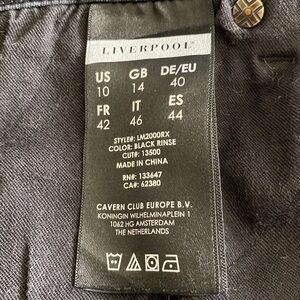 LIVERPOOL
US GB DE/EU
10 14 40
FR IT ES
42 46 44
STYLE#: LM2000RX
COLOR: BLACK RINSE
CUT#: 13500
MADE IN CHINA
RN#: 133647
CA#: 62380
CAVERN CLUB EUROPE B.V.
KONINGIN WILHELMINAPLEIN 1
1062 HG AMSTERDAM
THE NETHERLANDS